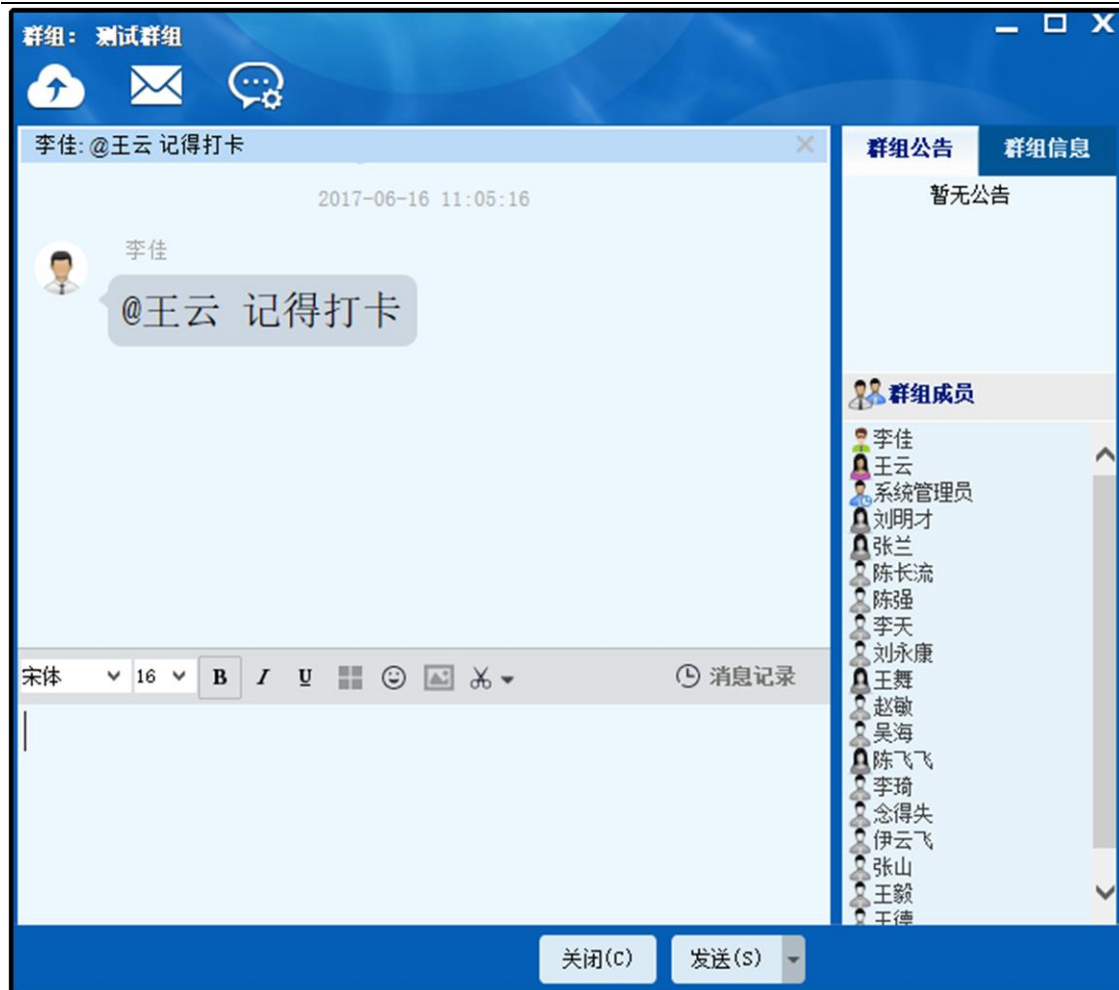 群组: 测试群组
李佳: @王云 记得打卡
2017-06-16 11:05:16
李佳
@王云 记得打卡
宋体 16 B I U 消息记录
关闭(C) 发送(S)
群组公告 群组信息
暂无公告
群组成员
李佳
王云
系统管理员
刘明才
张兰
陈长流
陈强
李天
刘永康
王舞
赵敏
吴海
陈飞飞
李琦
念得失
伊云飞
张山
王毅
王德